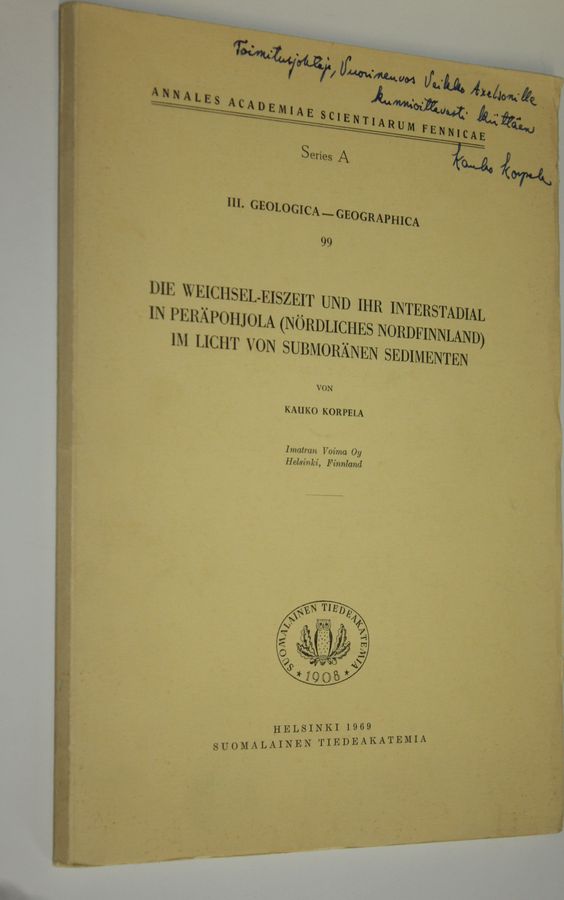 Toimitusjohtaja, Vuorineuvos Veikko Axelsonille
kunnioittavasti kiittäen
Kauko Korpela
ANNALES ACADEMIAE SCIENTIARUM FENNICAE
Series A
III. GEOLOGICA—GEOGRAPHICA
99
DIE WEICHSEL-EISZEIT UND IHR INTERSTADIAL
IN PERÄPOHJOLA (NÖRDLICHES NORDFINNLAND)
IM LICHT VON SUBMORÄNEN SEDIMENTEN
VON
KAUKO KORPELA
Imatran Voima Oy
Helsinki, Finnland
SUOMALAINEN TIEDEAKATEMIA
1908
HELSINKI 1969
SUOMALAINEN TIEDEAKATEMIA